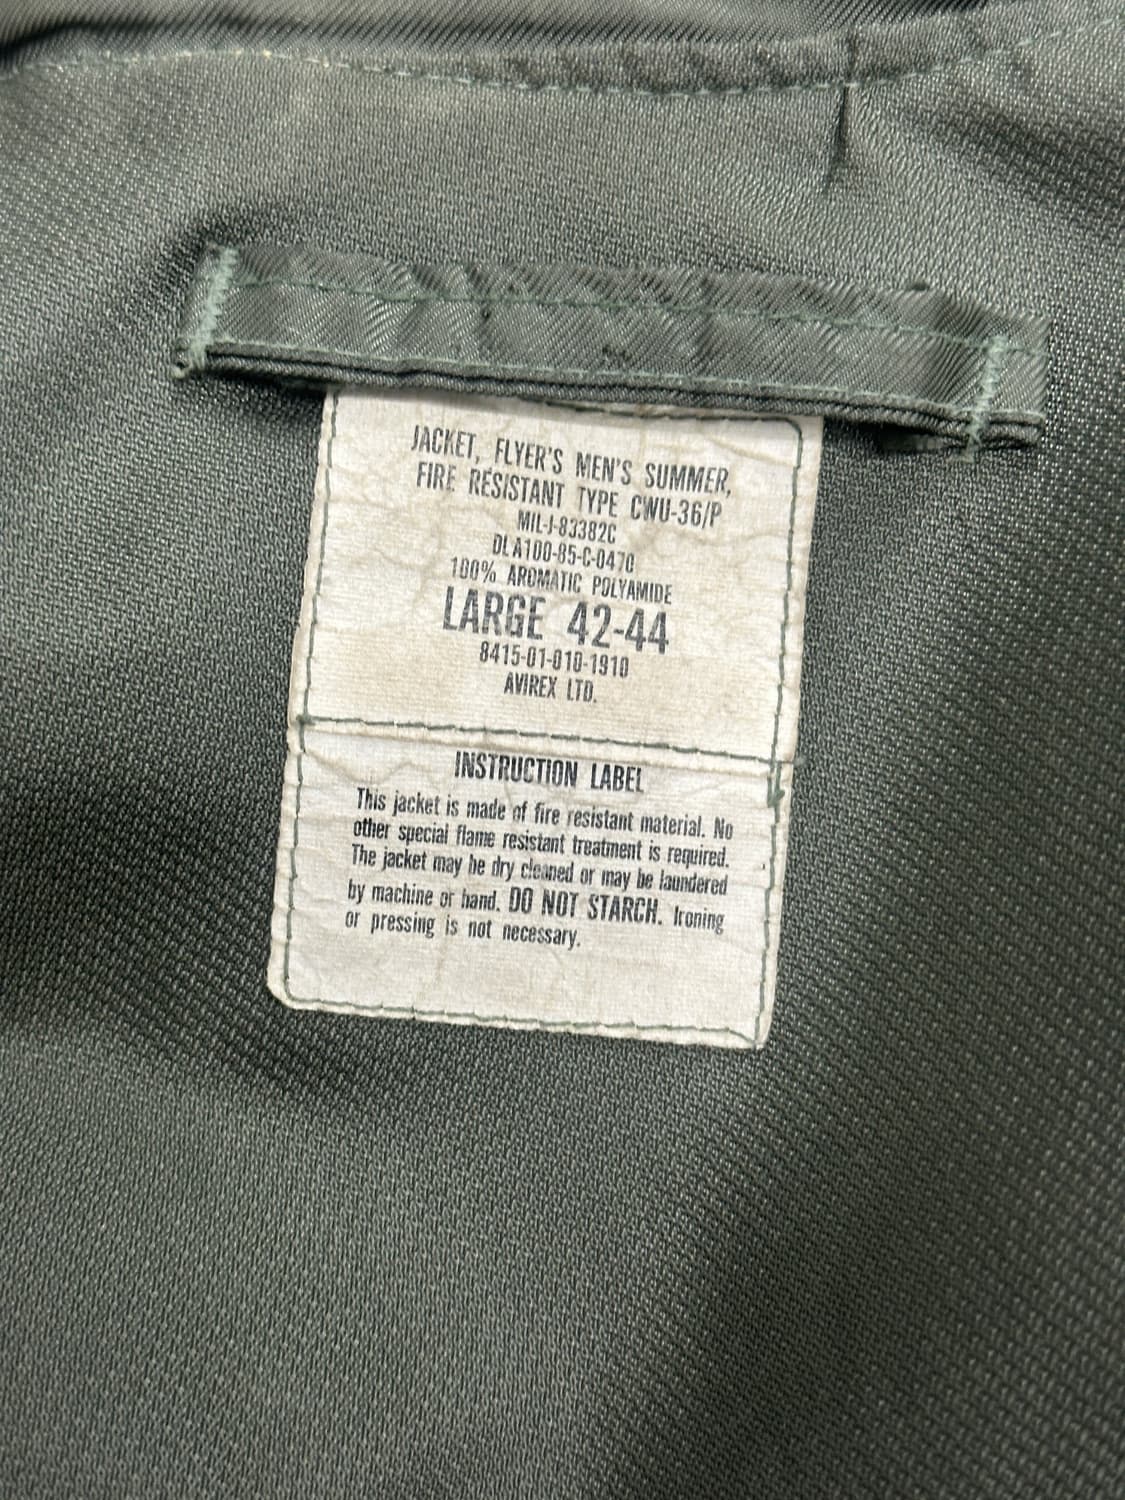 JACKET, FLYER'S MEN'S SUMMER,
FIRE RESISTANT TYPE CWU-36/P
MIL-J-83382C
DLA100-85-C-0470
100% AROMATIC POLYAMIDE
LARGE 42-44
8415-01-010-1910
AVIREX LTD.
INSTRUCTION LABEL
This jacket is made of fire resistant material. No
other special flame resistant treatment is required.
The jacket may be dry cleaned or may be laundered
by machine or hand. DO NOT STARCH. Ironing
or pressing is not necessary.